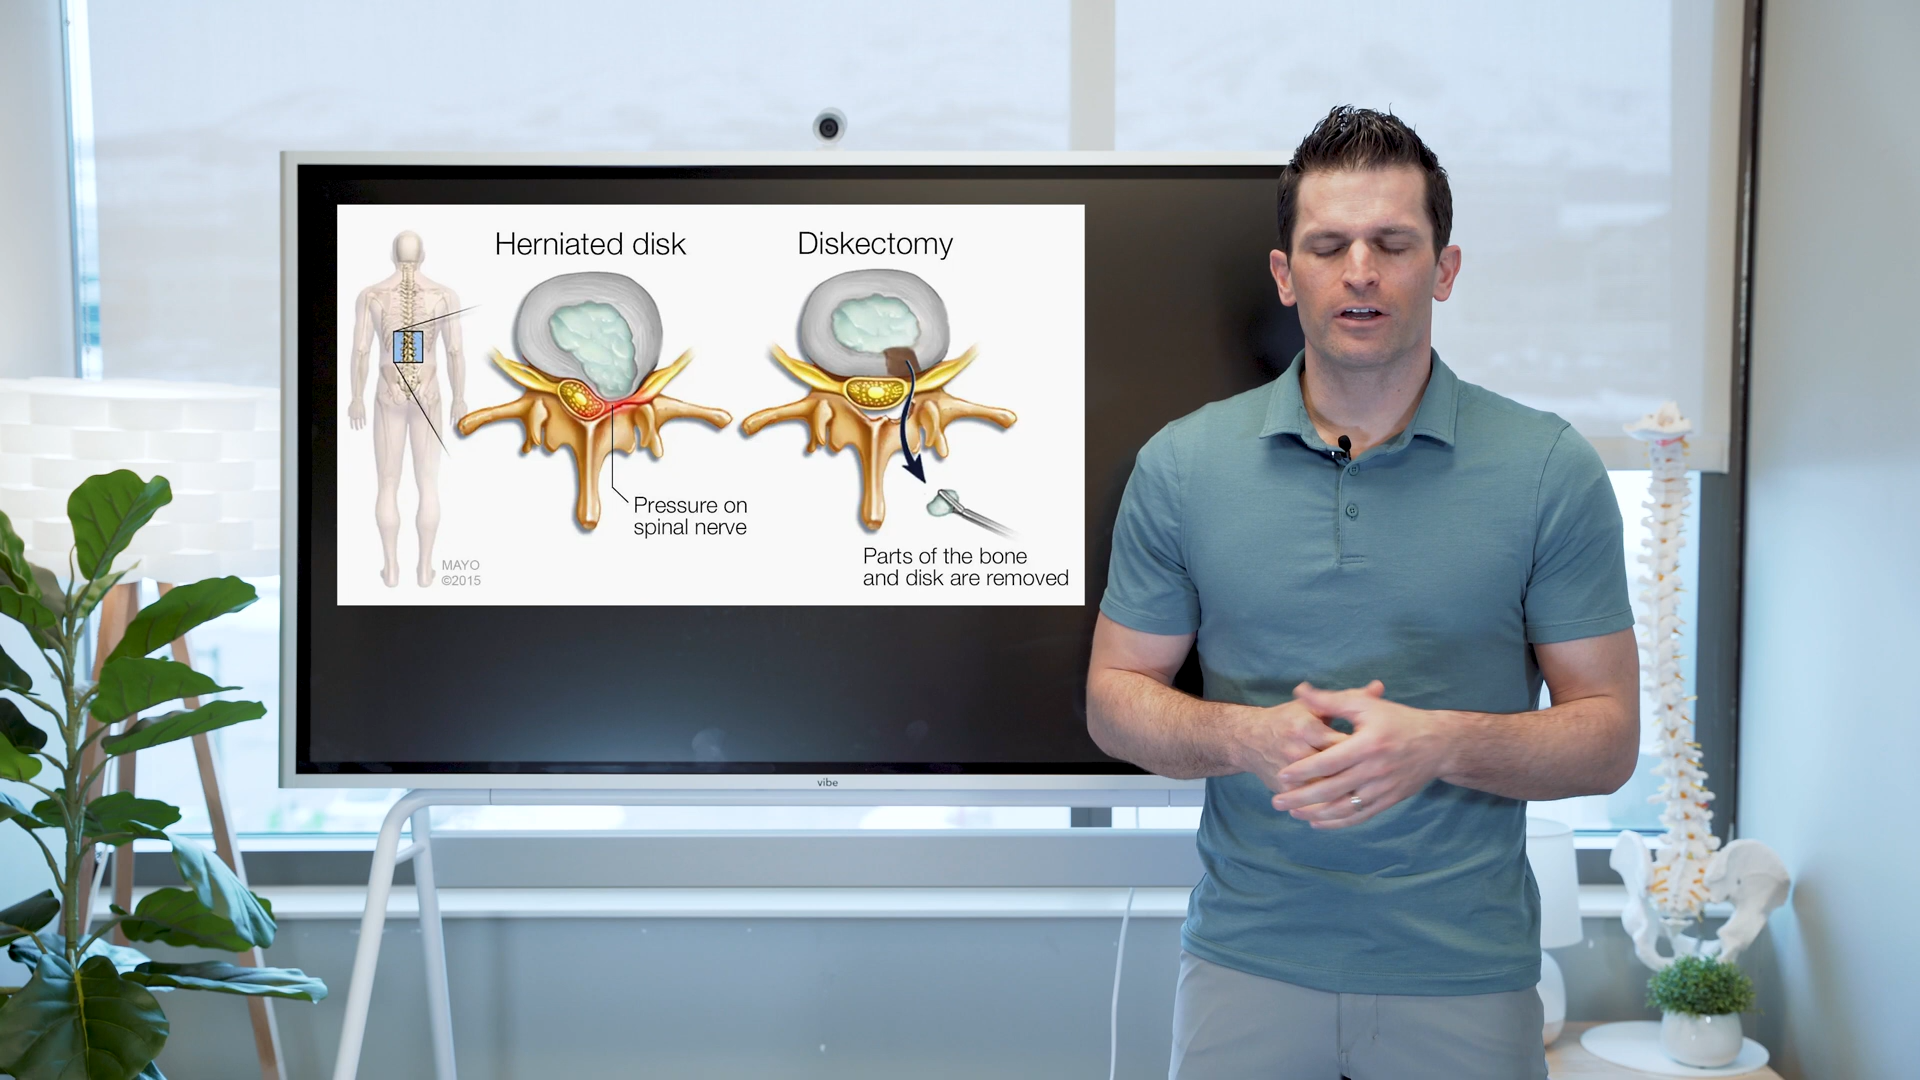 Herniated disk
Diskectomy
Pressure on
spinal nerve
Parts of the bone
and disk are removed
MAYO
©2015
vibe